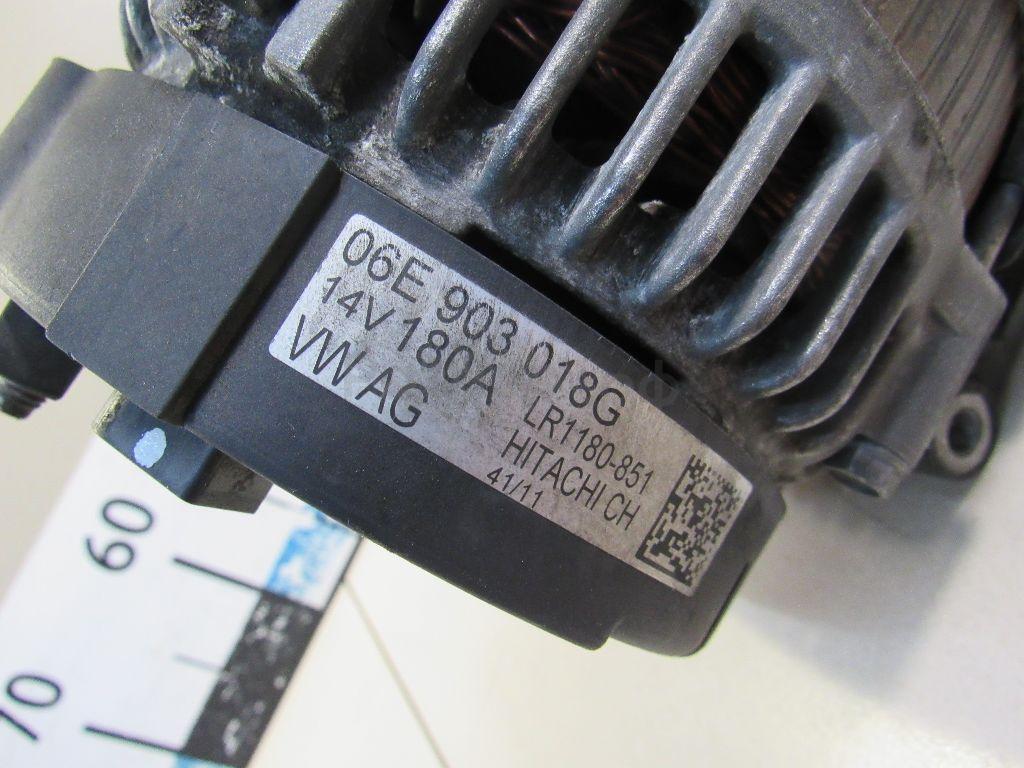 06E 903 018G
14V 180A LR1180-851
VW AG HITACHI CH
41/11
60
70